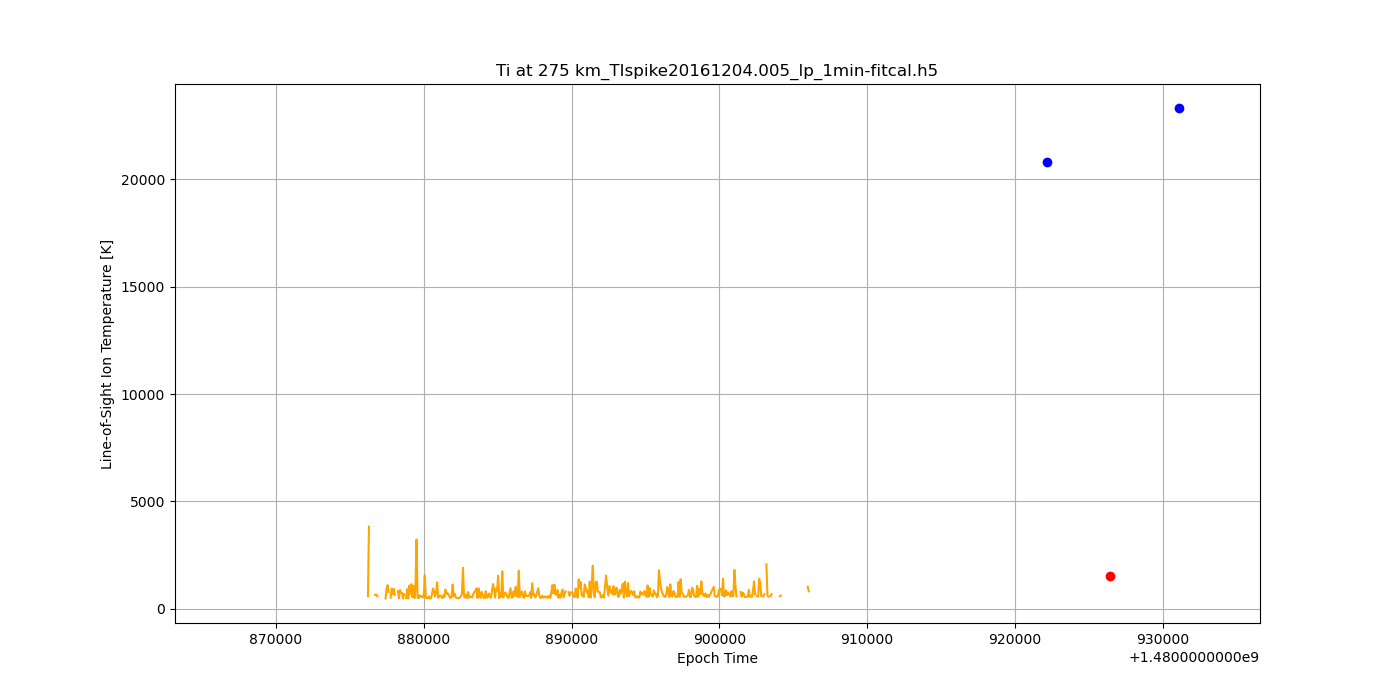 Ti at 275 km_TIspike20161204.005_lp_1min-fitcal.h5
Line-of-Sight Ion Temperature [K]
20000
15000
10000
5000
0
870000 880000 890000 900000 910000 920000 930000
Epoch Time
+1.4800000000e9